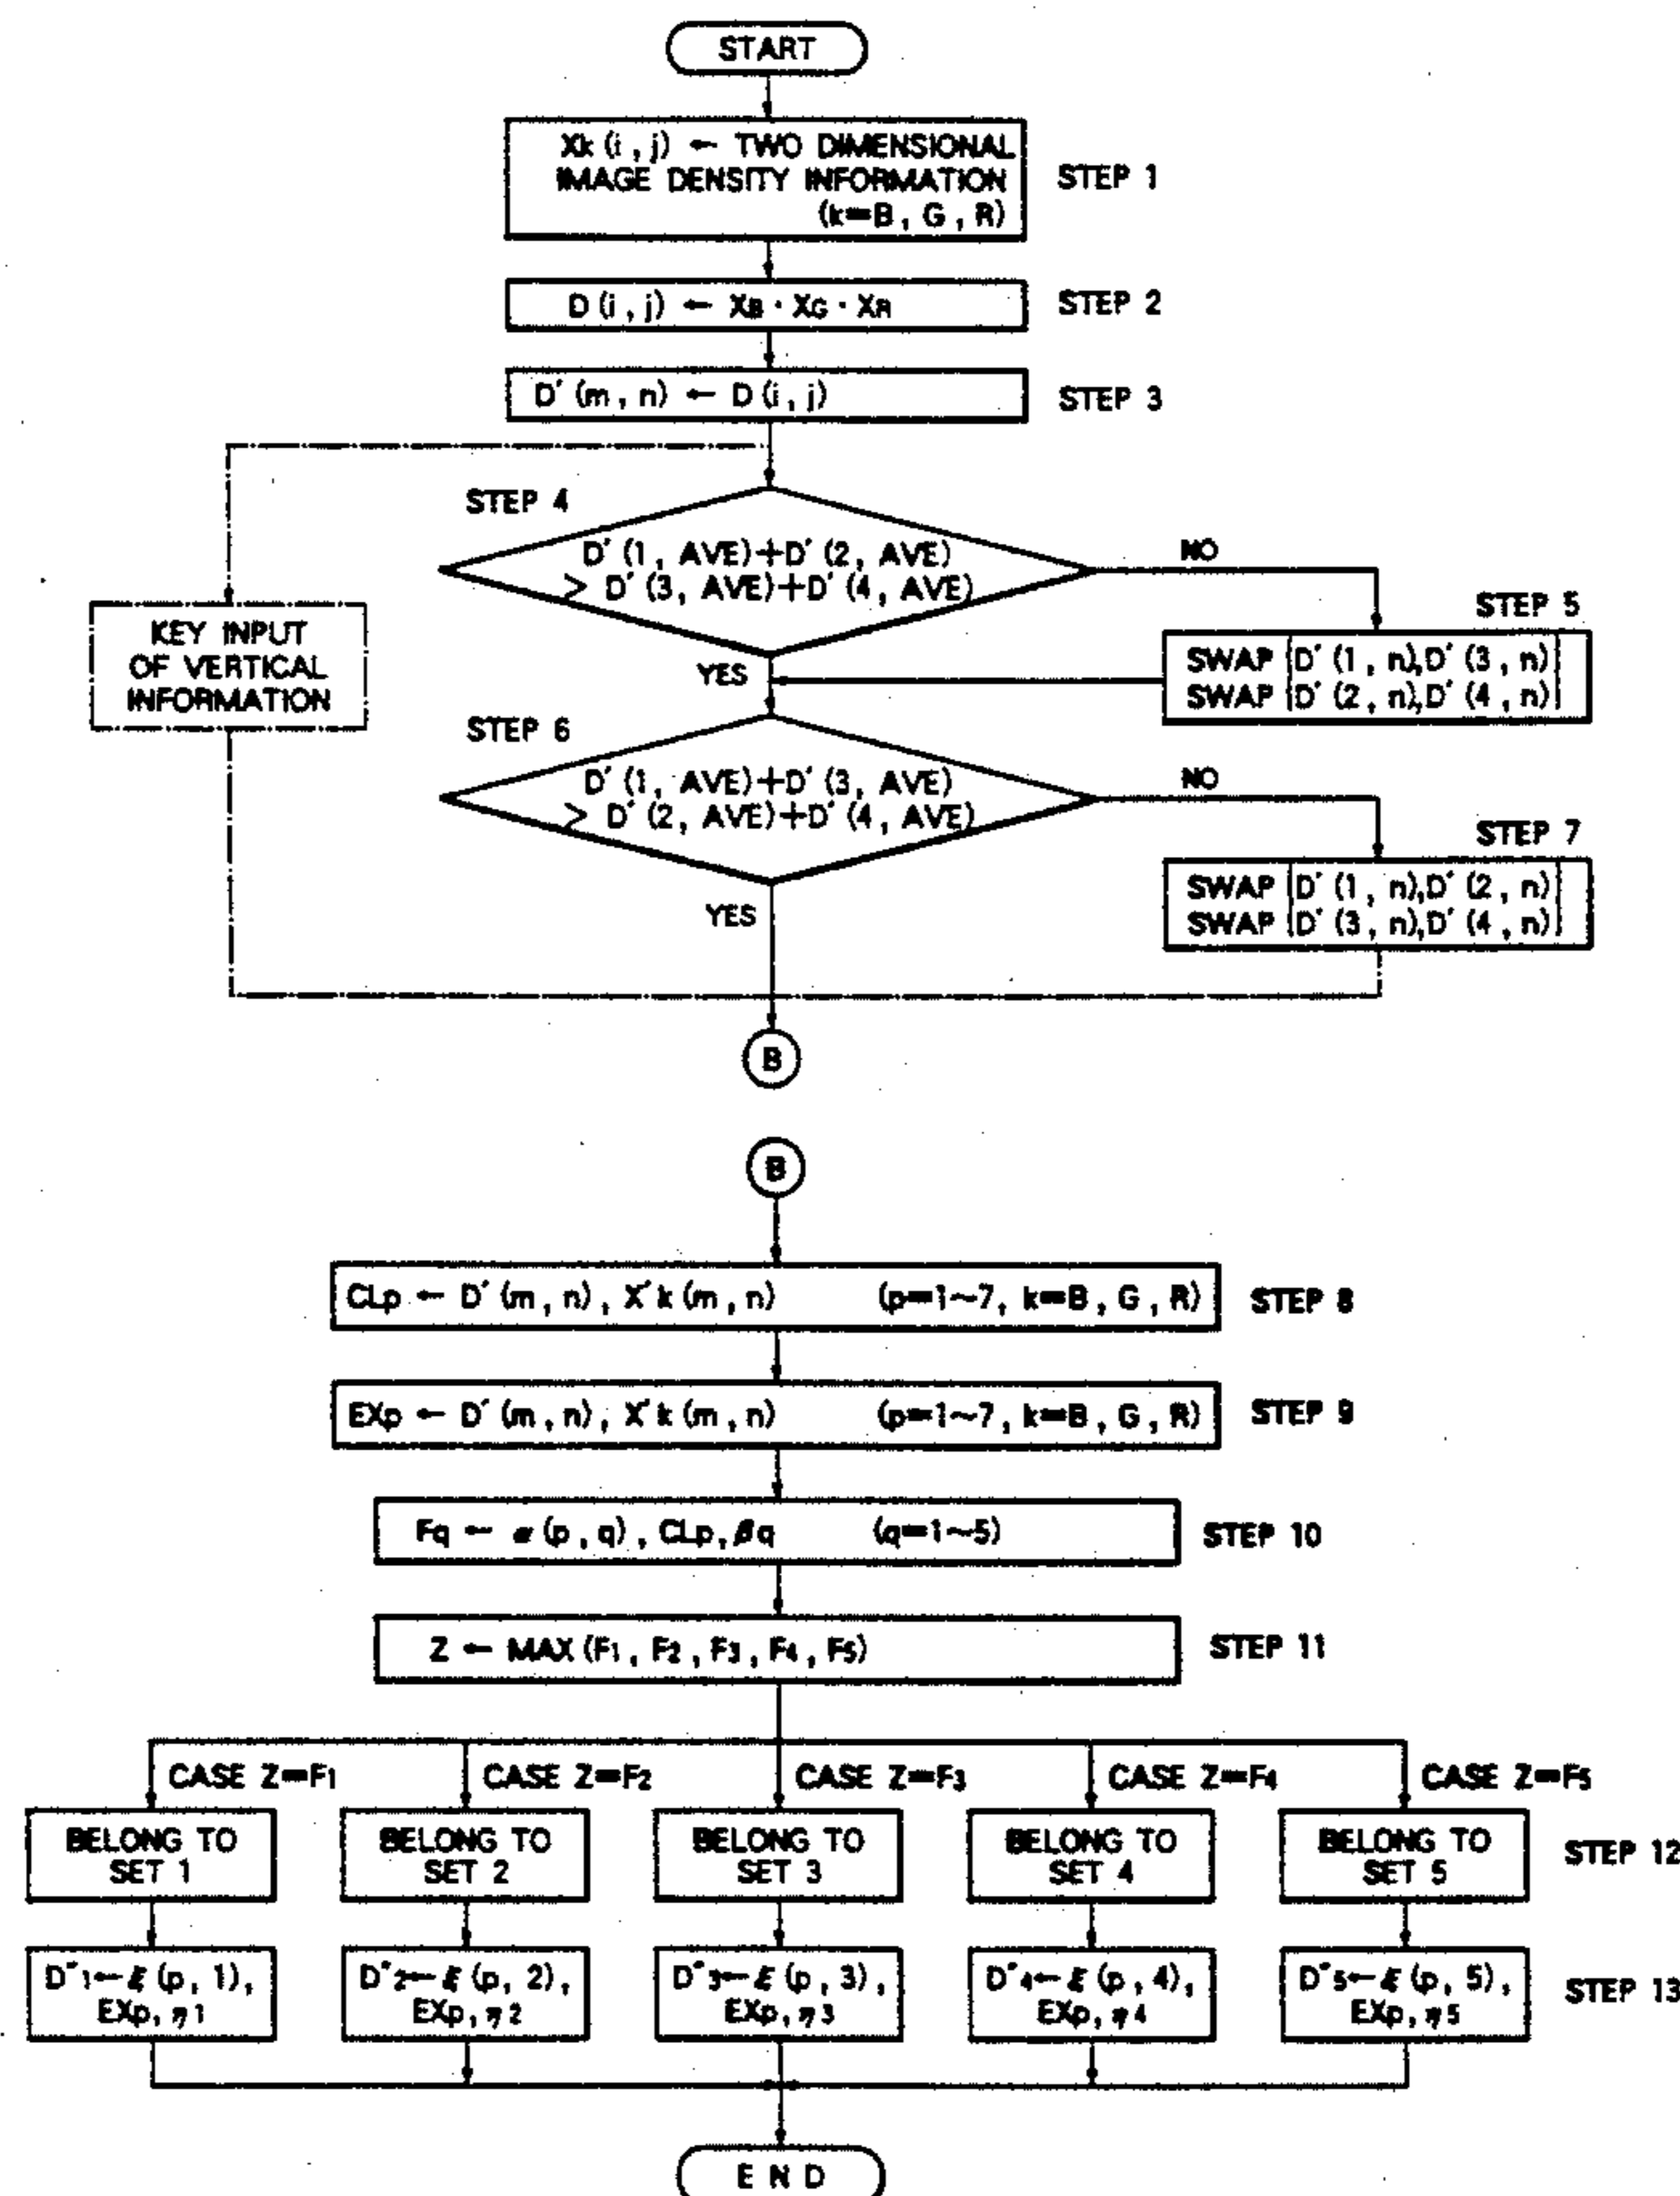 START
Xk (i , j) ← TWO DIMENSIONAL
IMAGE DENSITY INFORMATION
(k=B , G , R)
STEP 1
D (i , j) ← XB · XG · XR
STEP 2
D′ (m , n) ← D (i , j)
STEP 3
STEP 4
D′ (1, AVE)+D′ (2, AVE)
> D′ (3, AVE)+D′ (4, AVE)
NO
YES
KEY INPUT
OF VERTICAL
INFORMATION
STEP 5
SWAP {D′ (1 , n),D′ (3 , n)}
SWAP {D′ (2 , n),D′ (4 , n)}
STEP 6
D′ (1, AVE)+D′ (3, AVE)
> D′ (2, AVE)+D′ (4, AVE)
NO
YES
STEP 7
SWAP {D′ (1 , n),D′ (2 , n)}
SWAP {D′ (3 , n),D′ (4 , n)}
B
B
CLp ← D′ (m , n) , X′k (m , n) (p=1~7, k=B , G , R)
STEP 8
EXp ← D′ (m , n) , X′k (m , n) (p=1~7, k=B , G , R)
STEP 9
Fq ← α (p , q) , CLp, βq (q=1~5)
STEP 10
Z ← MAX (F1 , F2 , F3 , F4 , F5)
STEP 11
CASE Z=F1
CASE Z=F2
CASE Z=F3
CASE Z=F4
CASE Z=F5
BELONG TO
SET 1
BELONG TO
SET 2
BELONG TO
SET 3
BELONG TO
SET 4
BELONG TO
SET 5
STEP 12
D″1← ξ (p, 1),
EXp, η1
D″2← ξ (p, 2),
EXp, η2
D″3← ξ (p, 3),
EXp, η3
D″4← ξ (p, 4),
EXp, η4
D″5← ξ (p, 5),
EXp, η5
STEP 13
E N D